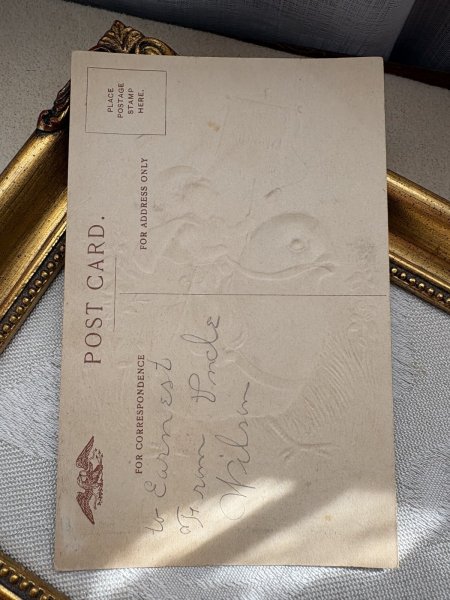 POST CARD.
PLACE
POSTAGE
STAMP
HERE.
FOR CORRESPONDENCE
FOR ADDRESS ONLY
to Earnest
From Uncle
Wilson